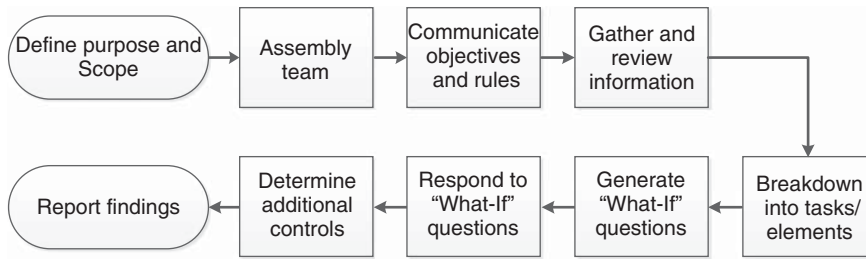 Define purpose and
Scope
Assembly
team
Communicate
objectives
and rules
Gather and
review
information
Breakdown
into tasks/
elements
Generate
“What-If”
questions
Respond to
“What-If”
questions
Determine
additional
controls
Report findings